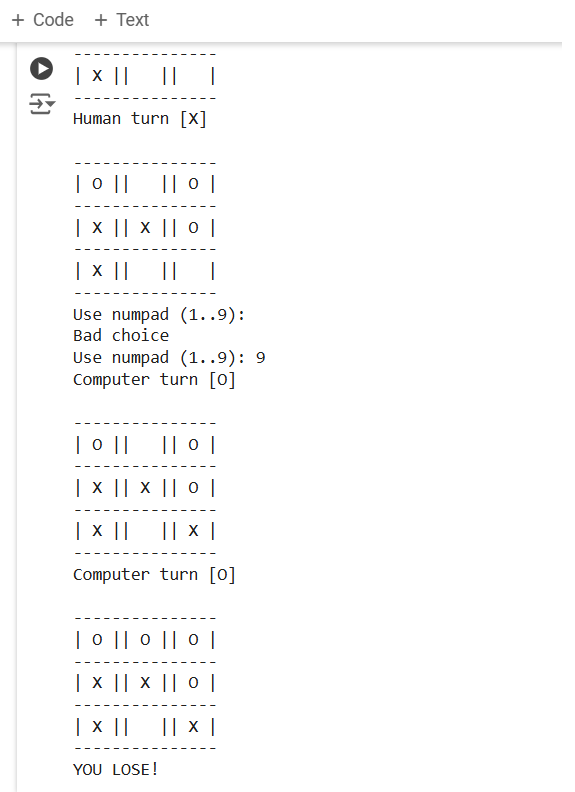 + Code + Text
---------------
| X ||   ||   |
---------------
Human turn [X]
---------------
| O ||   || O |
---------------
| X || X || O |
---------------
| X ||   ||   |
---------------
Use numpad (1..9):
Bad choice
Use numpad (1..9): 9
Computer turn [O]
---------------
| O ||   || O |
---------------
| X || X || O |
---------------
| X ||   || X |
---------------
Computer turn [O]
---------------
| O || O || O |
---------------
| X || X || O |
---------------
| X ||   || X |
---------------
YOU LOSE!